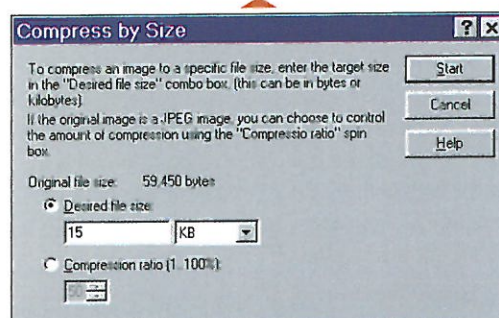 Compress by Size
To compress an image to a specific file size, enter the target size
in the "Desired file size" combo box, (this can be in bytes or
kilobytes)
If the original image is a JPEG image, you can choose to control
the amount of compression using the "Compressio ratio" spin
box.
Start
Cancel
Help
Original file size: 59,450 bytes
Desired file size:
15 KB
Compression ratio (1..100%):
50